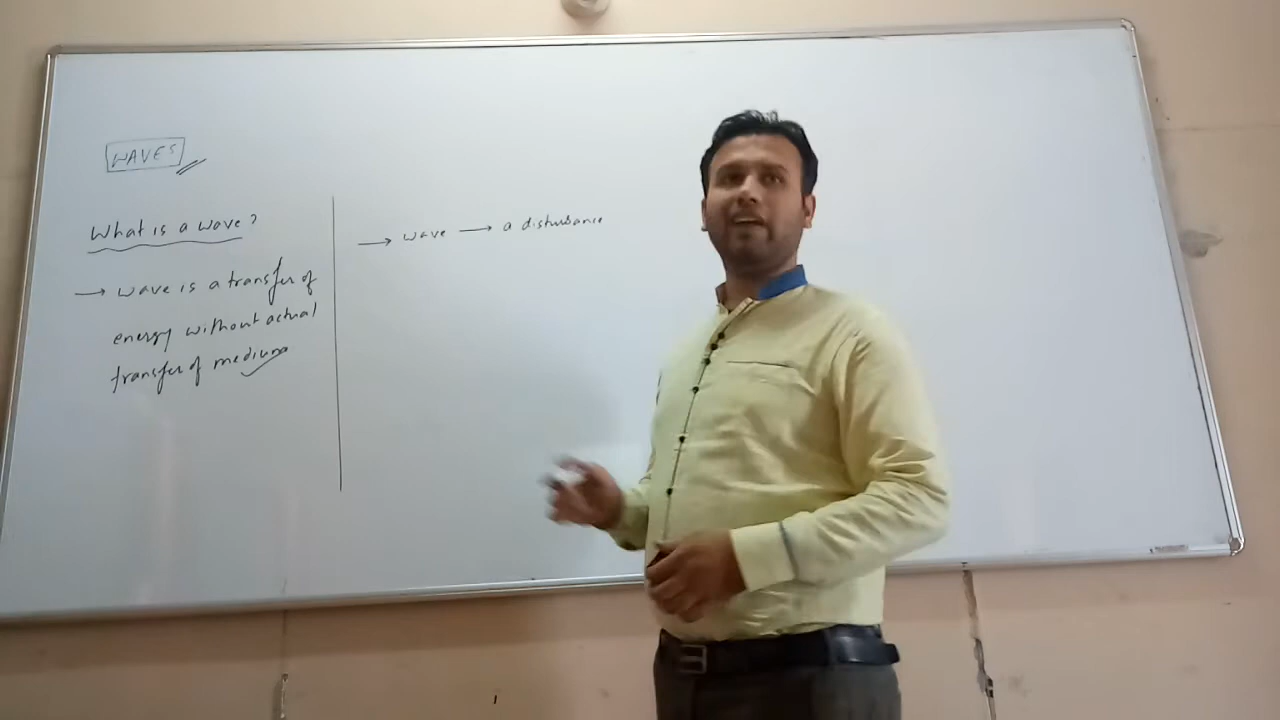 WAVES
What is a wave?
→ wave is a transfer of
energy without actual
transfer of medium
→ wave → a disturbance